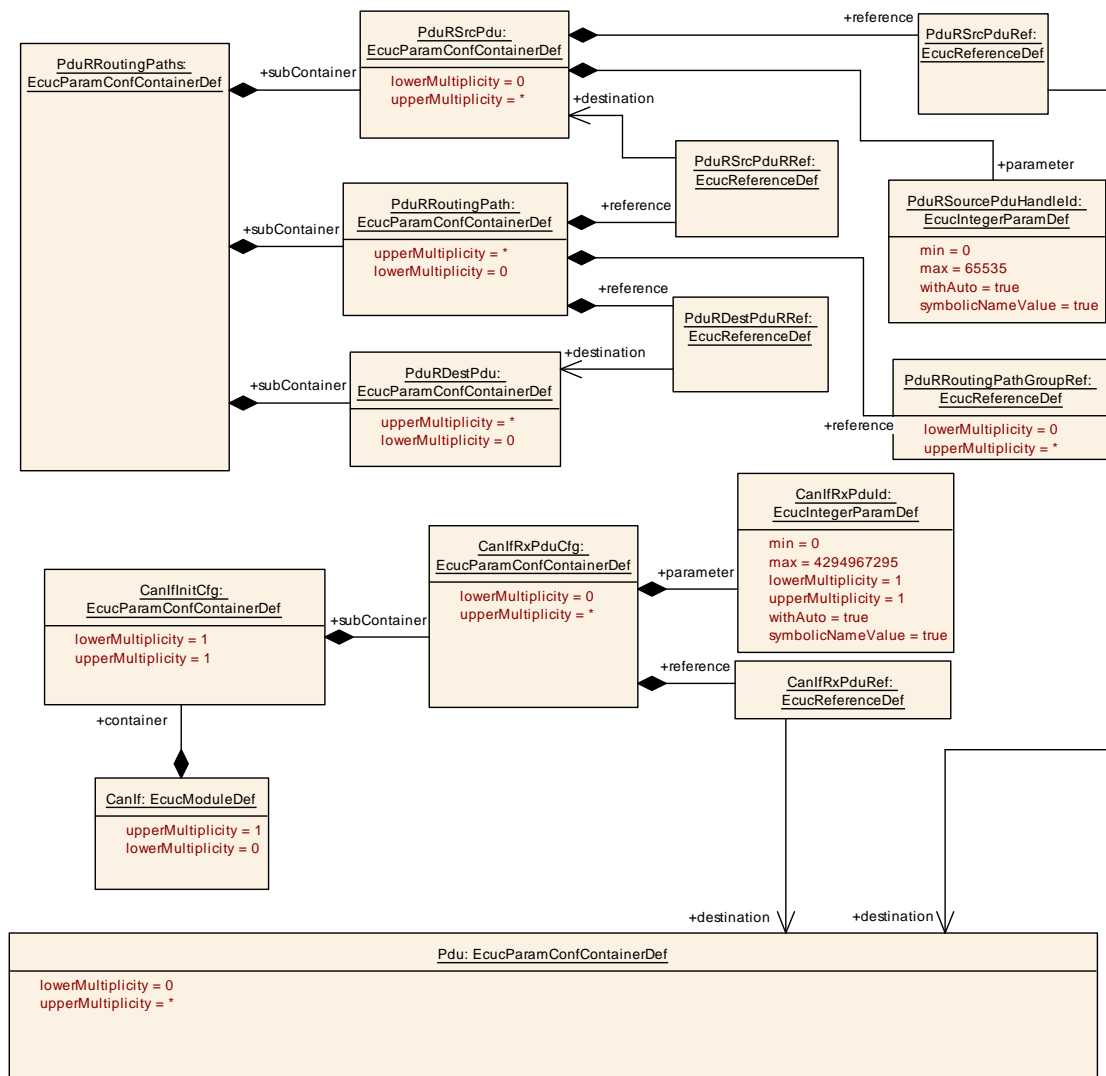 PduRRoutingPaths:
EcucParamConfContainerDef
+subContainer
PduRSrcPdu:
EcucParamConfContainerDef
lowerMultiplicity = 0
upperMultiplicity = *
+reference
PduRSrcPduRef:
EcucReferenceDef
+destination
PduRSrcPduRRef:
EcucReferenceDef
+parameter
PduRSourcePduHandleId:
EcucIntegerParamDef
min = 0
max = 65535
withAuto = true
symbolicNameValue = true
+subContainer
PduRRoutingPath:
EcucParamConfContainerDef
upperMultiplicity = *
lowerMultiplicity = 0
+reference
+reference
PduRDestPduRRef:
EcucReferenceDef
+destination
+subContainer
PduRDestPdu:
EcucParamConfContainerDef
upperMultiplicity = *
lowerMultiplicity = 0
+reference
PduRRoutingPathGroupRef:
EcucReferenceDef
lowerMultiplicity = 0
upperMultiplicity = *
CanIfRxPduId:
EcucIntegerParamDef
min = 0
max = 4294967295
lowerMultiplicity = 1
upperMultiplicity = 1
withAuto = true
symbolicNameValue = true
CanIfRxPduCfg:
EcucParamConfContainerDef
lowerMultiplicity = 0
upperMultiplicity = *
+parameter
CanIfInitCfg:
EcucParamConfContainerDef
lowerMultiplicity = 1
upperMultiplicity = 1
+subContainer
+reference
CanIfRxPduRef:
EcucReferenceDef
+container
CanIf: EcucModuleDef
upperMultiplicity = 1
lowerMultiplicity = 0
+destination
+destination
Pdu: EcucParamConfContainerDef
lowerMultiplicity = 0
upperMultiplicity = *